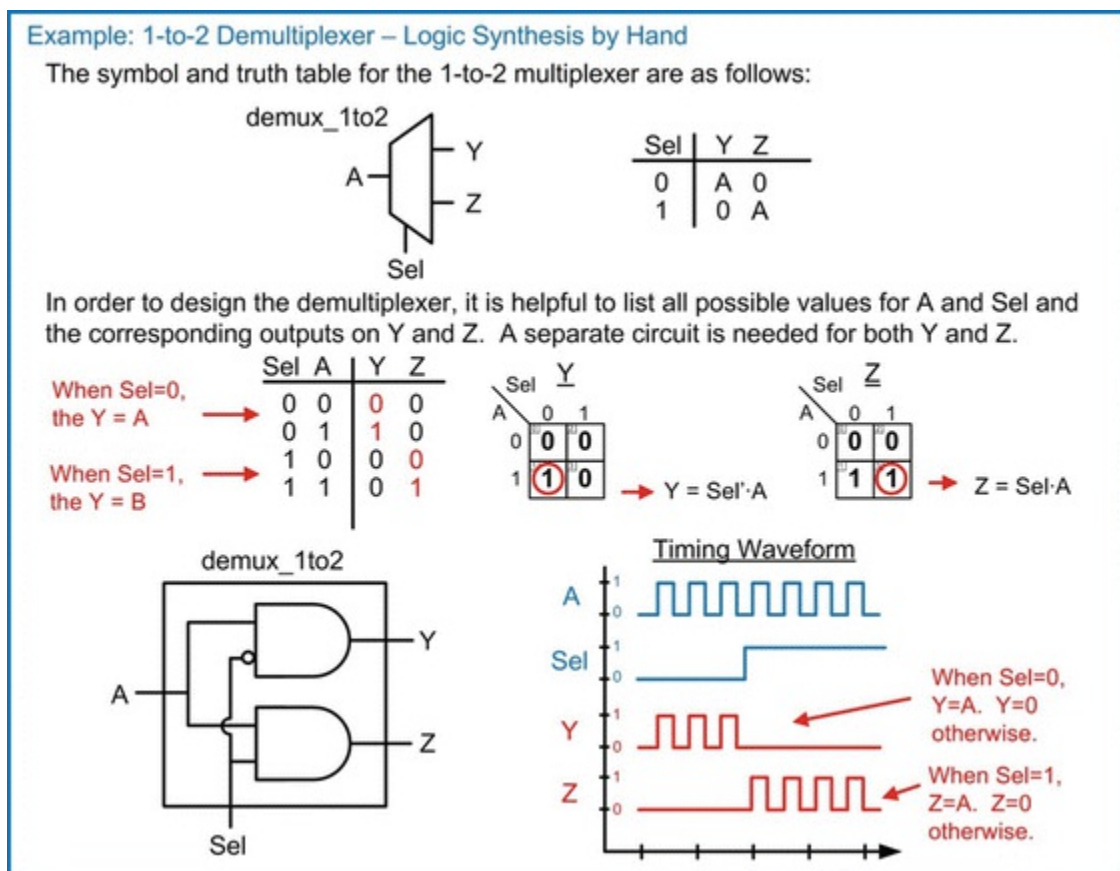 Example: 1-to-2 Demultiplexer – Logic Synthesis by Hand
The symbol and truth table for the 1-to-2 multiplexer are as follows:
demux_1to2
A
Y
Z
Sel
Sel Y Z
0 A 0
1 0 A
In order to design the demultiplexer, it is helpful to list all possible values for A and Sel and
the corresponding outputs on Y and Z. A separate circuit is needed for both Y and Z.
When Sel=0,
the Y = A
When Sel=1,
the Y = B
Sel A Y Z
0 0 0 0
0 1 1 0
1 0 0 0
1 1 0 1
Y
Sel
A 0 1
0 0 0
1 1 0
Y = Sel'·A
Z
Sel
A 0 1
0 0 0
1 1 1
Z = Sel·A
demux_1to2
A
Y
Z
Sel
Timing Waveform
A 1
0
Sel 1
0
Y 1
0
Z 1
0
When Sel=0,
Y=A. Y=0
otherwise.
When Sel=1,
Z=A. Z=0
otherwise.